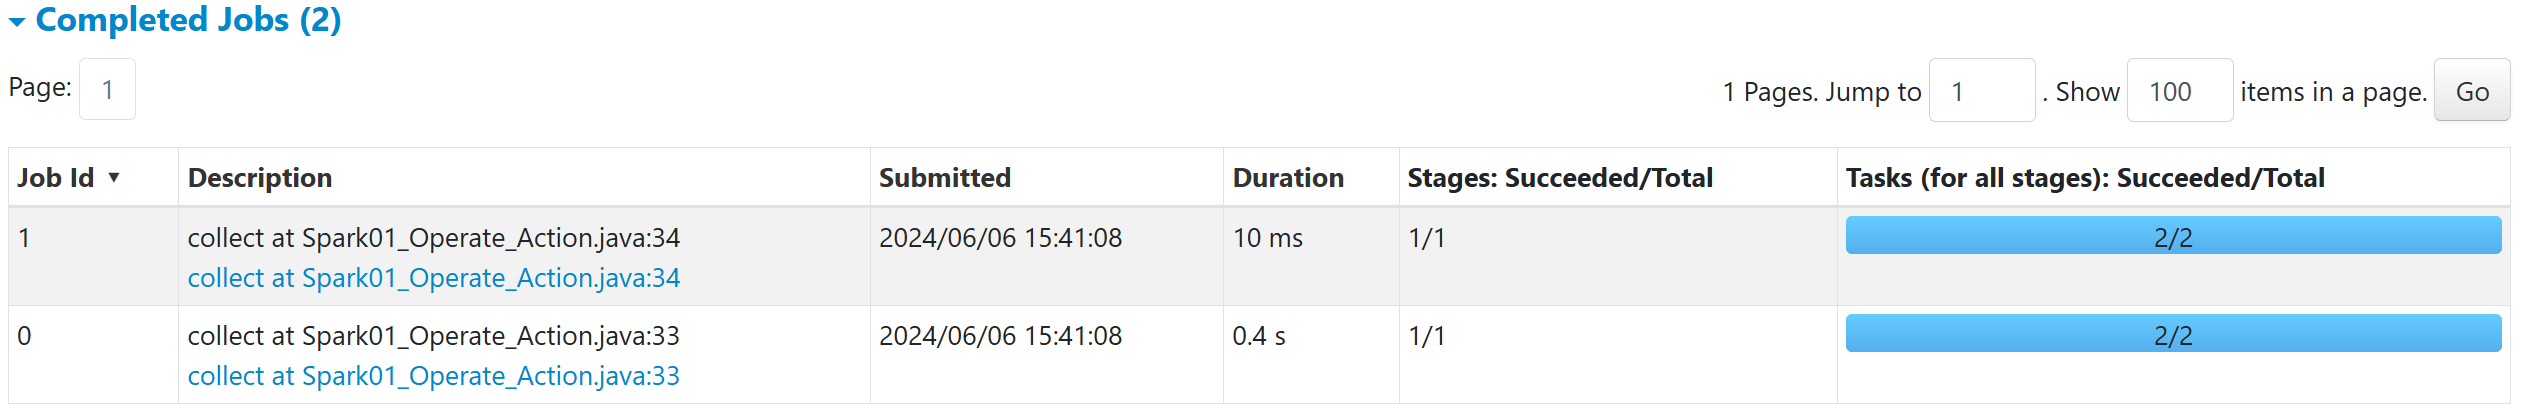 Completed Jobs (2)
Page: 1
1 Pages. Jump to 1 . Show 100 items in a page. Go
Job Id ▾ Description Submitted Duration Stages: Succeeded/Total Tasks (for all stages): Succeeded/Total
1 collect at Spark01_Operate_Action.java:34 2024/06/06 15:41:08 10 ms 1/1 2/2
collect at Spark01_Operate_Action.java:34
0 collect at Spark01_Operate_Action.java:33 2024/06/06 15:41:08 0.4 s 1/1 2/2
collect at Spark01_Operate_Action.java:33